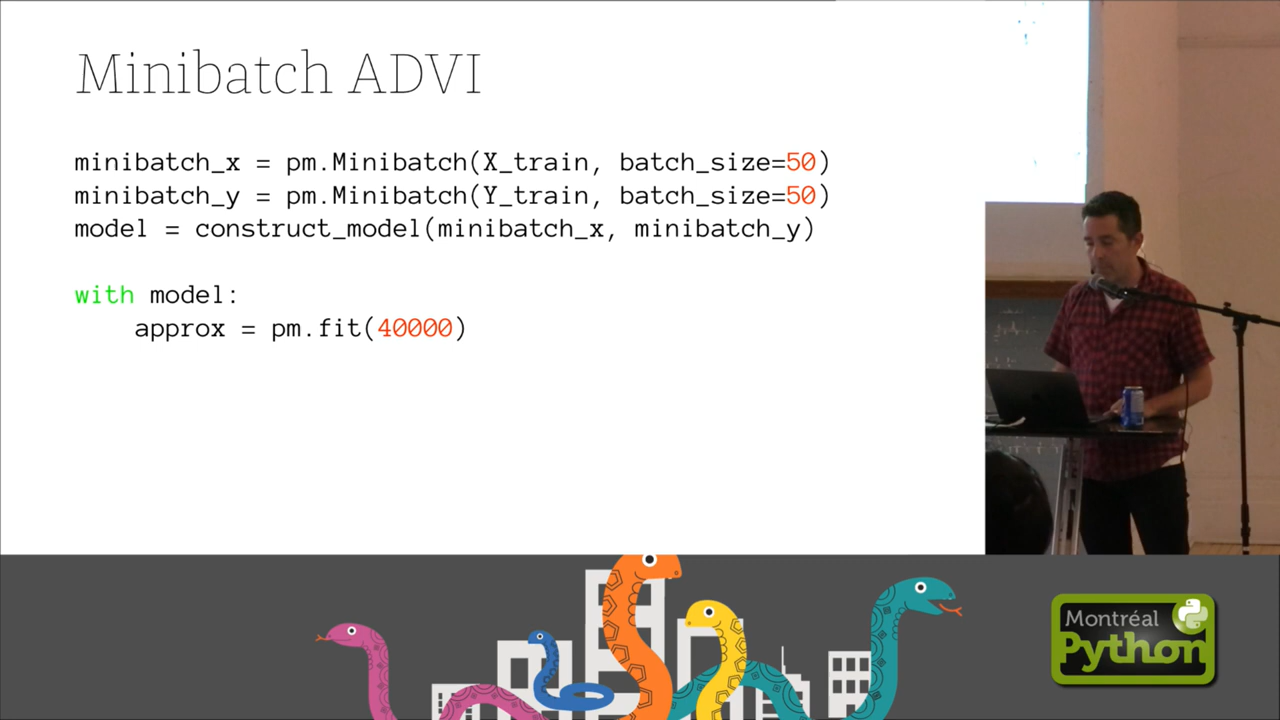 Minibatch ADVI
minibatch_x = pm.Minibatch(X_train, batch_size=50)
minibatch_y = pm.Minibatch(Y_train, batch_size=50)
model = construct_model(minibatch_x, minibatch_y)
with model:
    approx = pm.fit(40000)
Montréal
Python